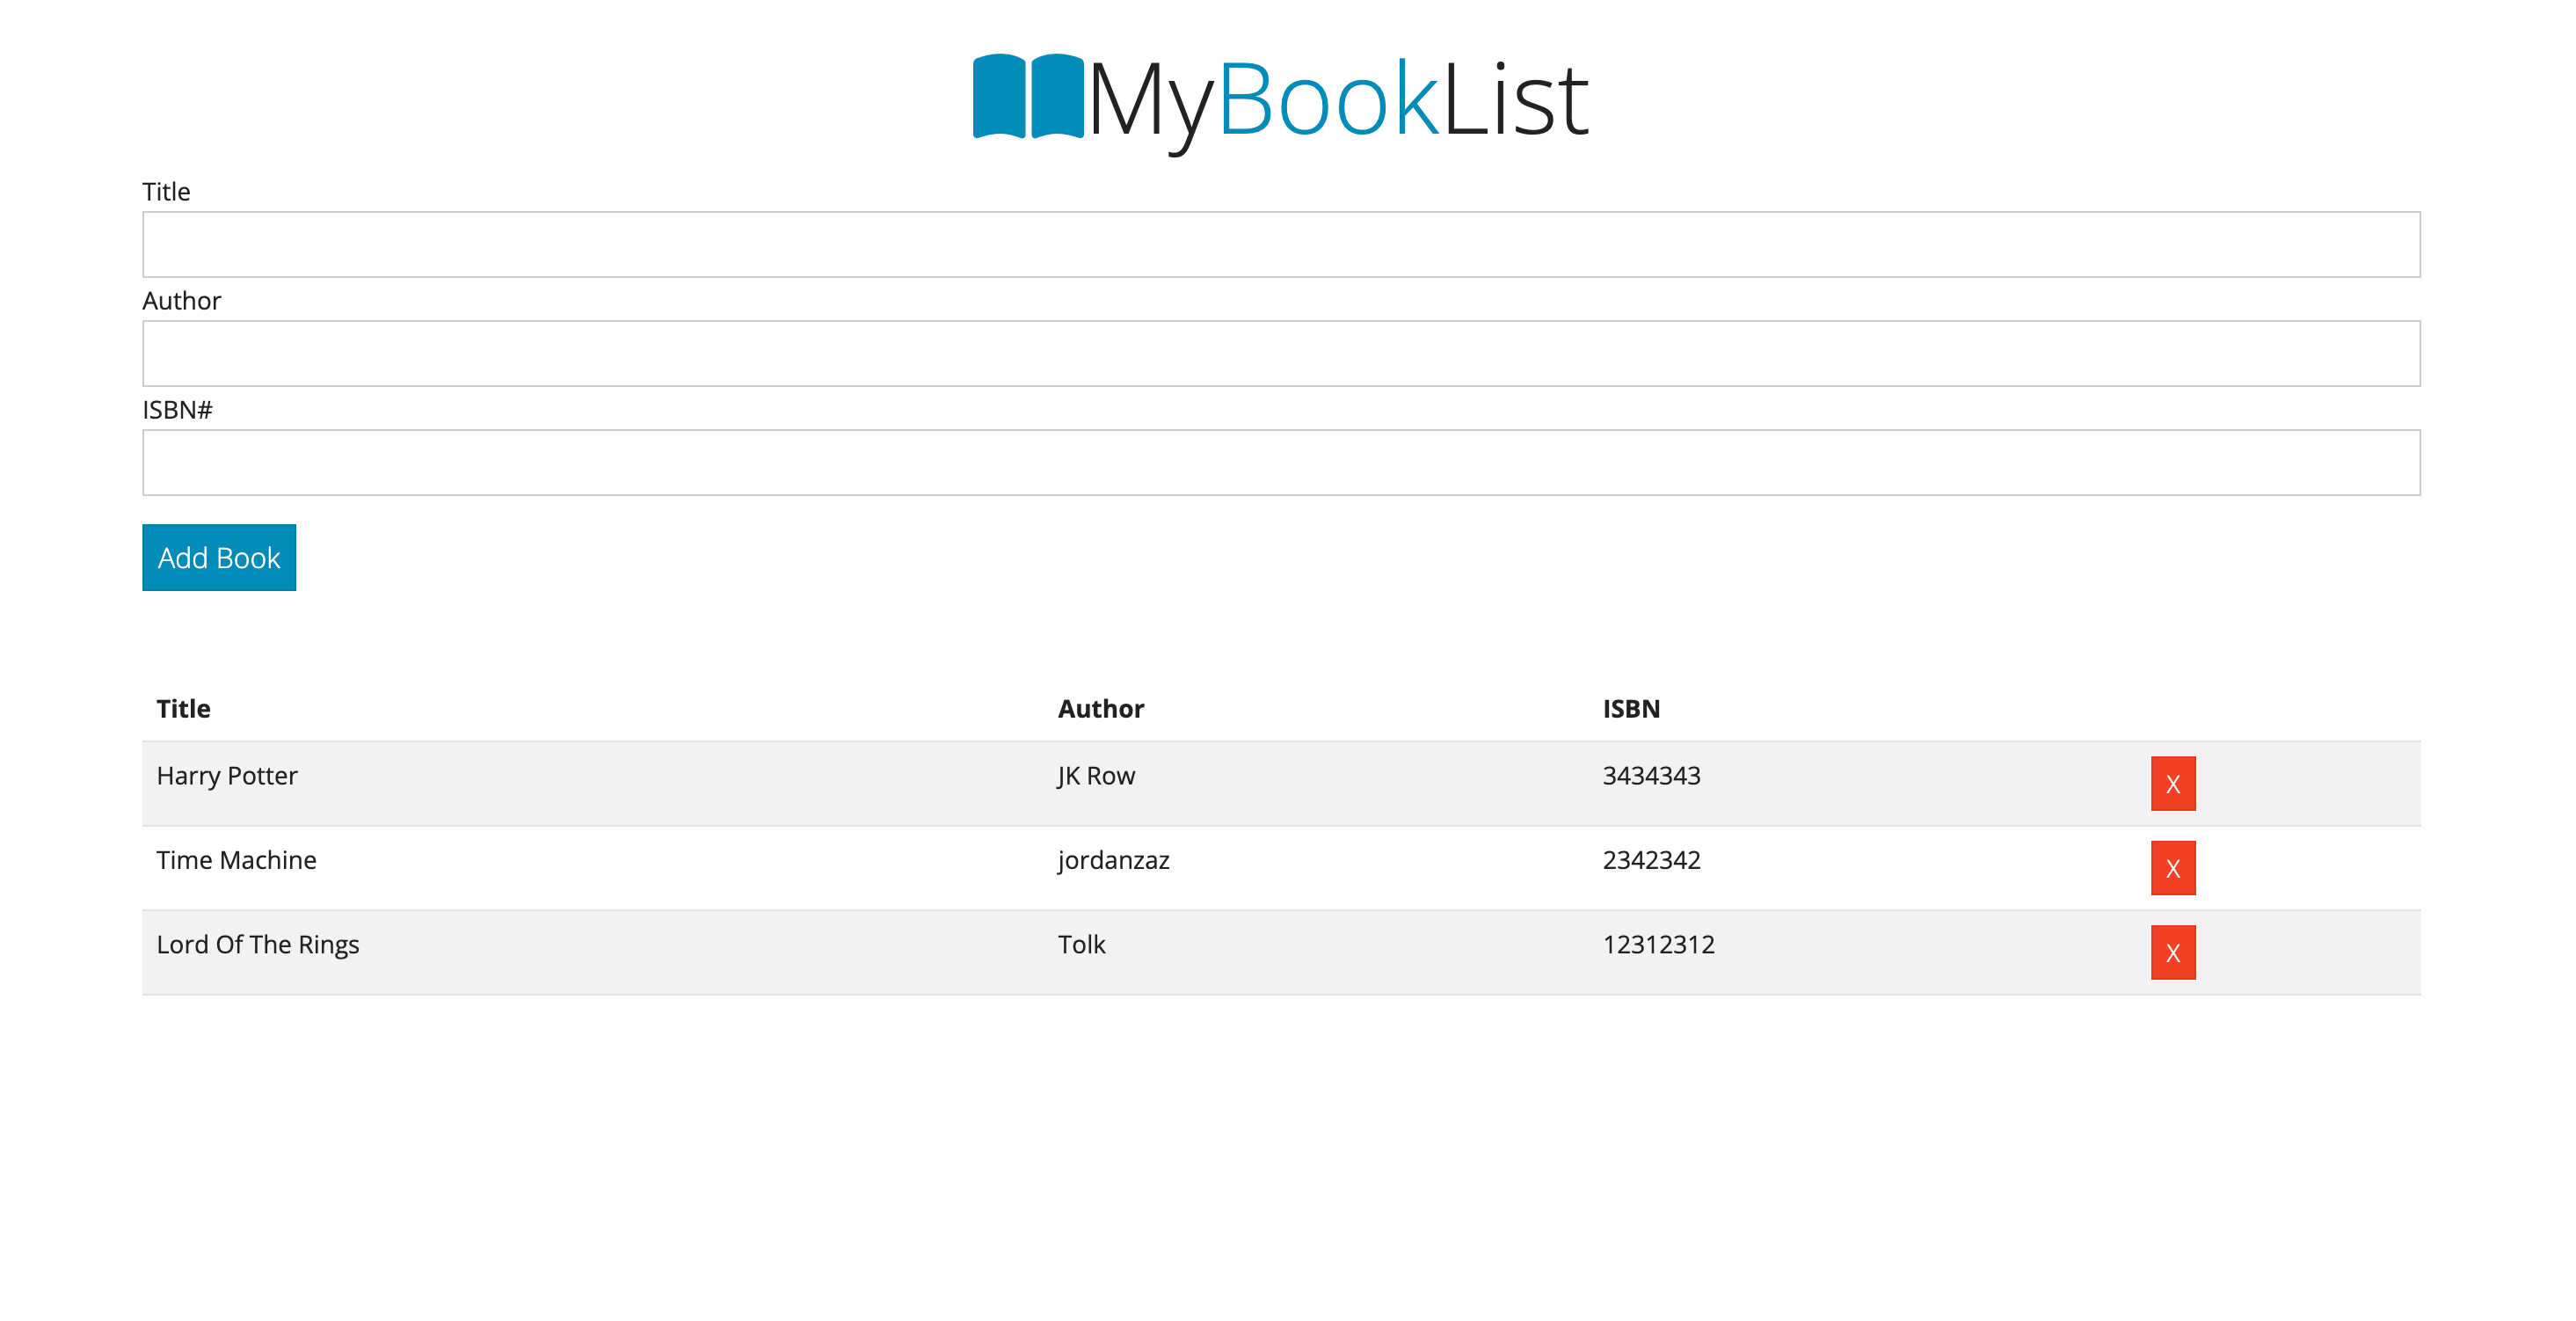 MyBookList
Title
Author
ISBN#
Add Book
Title Author ISBN
Harry Potter JK Row 3434343 X
Time Machine jordanzaz 2342342 X
Lord Of The Rings Tolk 12312312 X